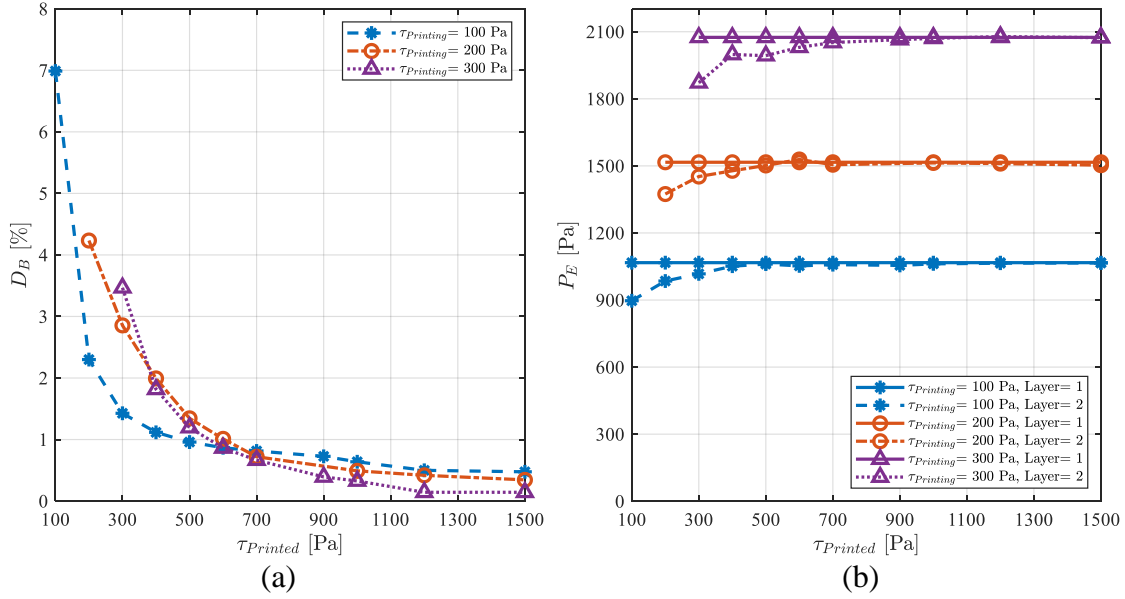 8
7
6
5
4
3
2
1
0
D_B [%]
τ_Printing= 100 Pa
τ_Printing= 200 Pa
τ_Printing= 300 Pa
100 300 500 700 900 1100 1300 1500
τ_Printed [Pa]
(a)
2100
1800
1500
1200
900
600
300
0
P_E [Pa]
τ_Printing= 100 Pa, Layer= 1
τ_Printing= 100 Pa, Layer= 2
τ_Printing= 200 Pa, Layer= 1
τ_Printing= 200 Pa, Layer= 2
τ_Printing= 300 Pa, Layer= 1
τ_Printing= 300 Pa, Layer= 2
100 300 500 700 900 1100 1300 1500
τ_Printed [Pa]
(b)